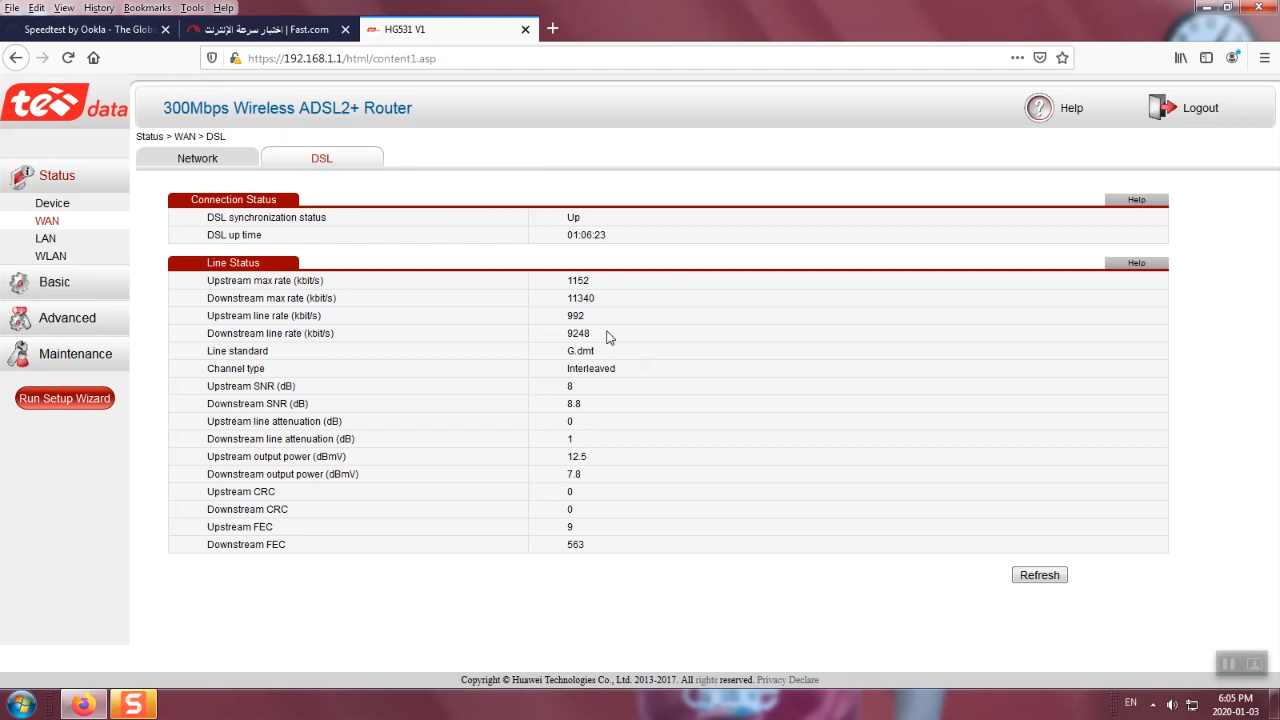 File Edit View History Bookmarks Tools Help
Speedtest by Ookla - The Globa
اختبار سرعة الإنترنت | Fast.com
HG531 V1
https://192.168.1.1/html/content1.asp
te data
300Mbps Wireless ADSL2+ Router
Help
Logout
Status > WAN > DSL
Network
DSL
Status
Device
WAN
LAN
WLAN
Basic
Advanced
Maintenance
Run Setup Wizard
Connection Status
Help
DSL synchronization status Up
DSL up time 01:06:23
Line Status
Help
Upstream max rate (kbit/s) 1152
Downstream max rate (kbit/s) 11340
Upstream line rate (kbit/s) 992
Downstream line rate (kbit/s) 9248
Line standard G.dmt
Channel type Interleaved
Upstream SNR (dB) 8
Downstream SNR (dB) 8.8
Upstream line attenuation (dB) 0
Downstream line attenuation (dB) 1
Upstream output power (dBmV) 12.5
Downstream output power (dBmV) 7.8
Upstream CRC 0
Downstream CRC 0
Upstream FEC 9
Downstream FEC 563
Refresh
Copyright © Huawei Technologies Co., Ltd. 2013-2017. All rights reserved. Privacy Declare
EN
6:05 PM
2020-01-03